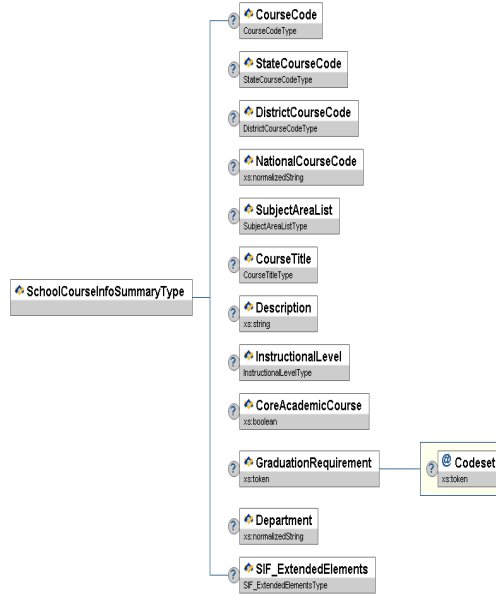 ? CourseCode
CourseCodeType
? StateCourseCode
StateCourseCodeType
? DistrictCourseCode
DistrictCourseCodeType
? NationalCourseCode
xs:normalizedString
? SubjectAreaList
SubjectAreaListType
? CourseTitle
CourseTitleType
SchoolCourseInfoSummaryType
? Description
xs:string
? InstructionalLevel
InstructionalLevelType
? CoreAcademicCourse
xs:boolean
? GraduationRequirement
xs:token
? @ Codeset
xs:token
? Department
xs:normalizedString
? SIF_ExtendedElements
SIF_ExtendedElementsType